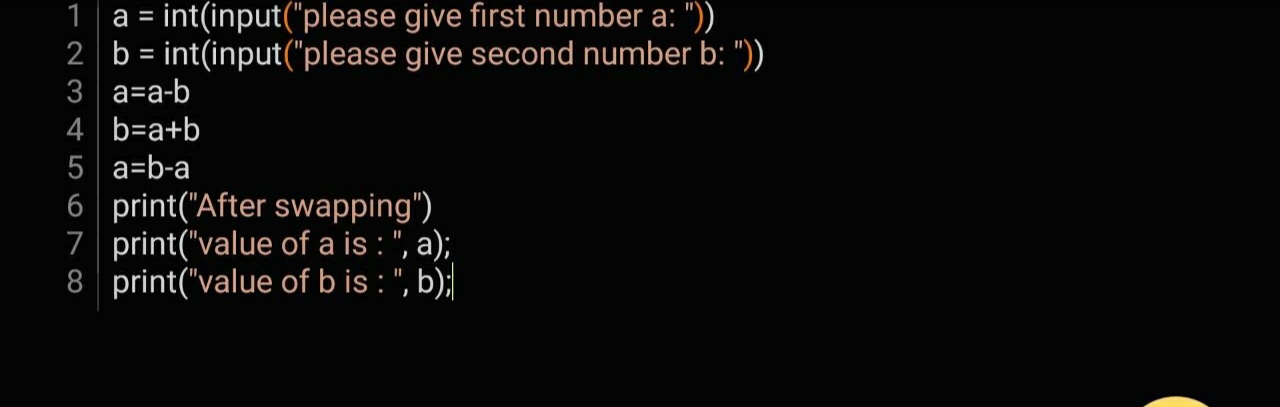 1 a = int(input("please give first number a: "))
2 b = int(input("please give second number b: "))
3 a=a-b
4 b=a+b
5 a=b-a
6 print("After swapping")
7 print("value of a is : ", a);
8 print("value of b is : ", b);